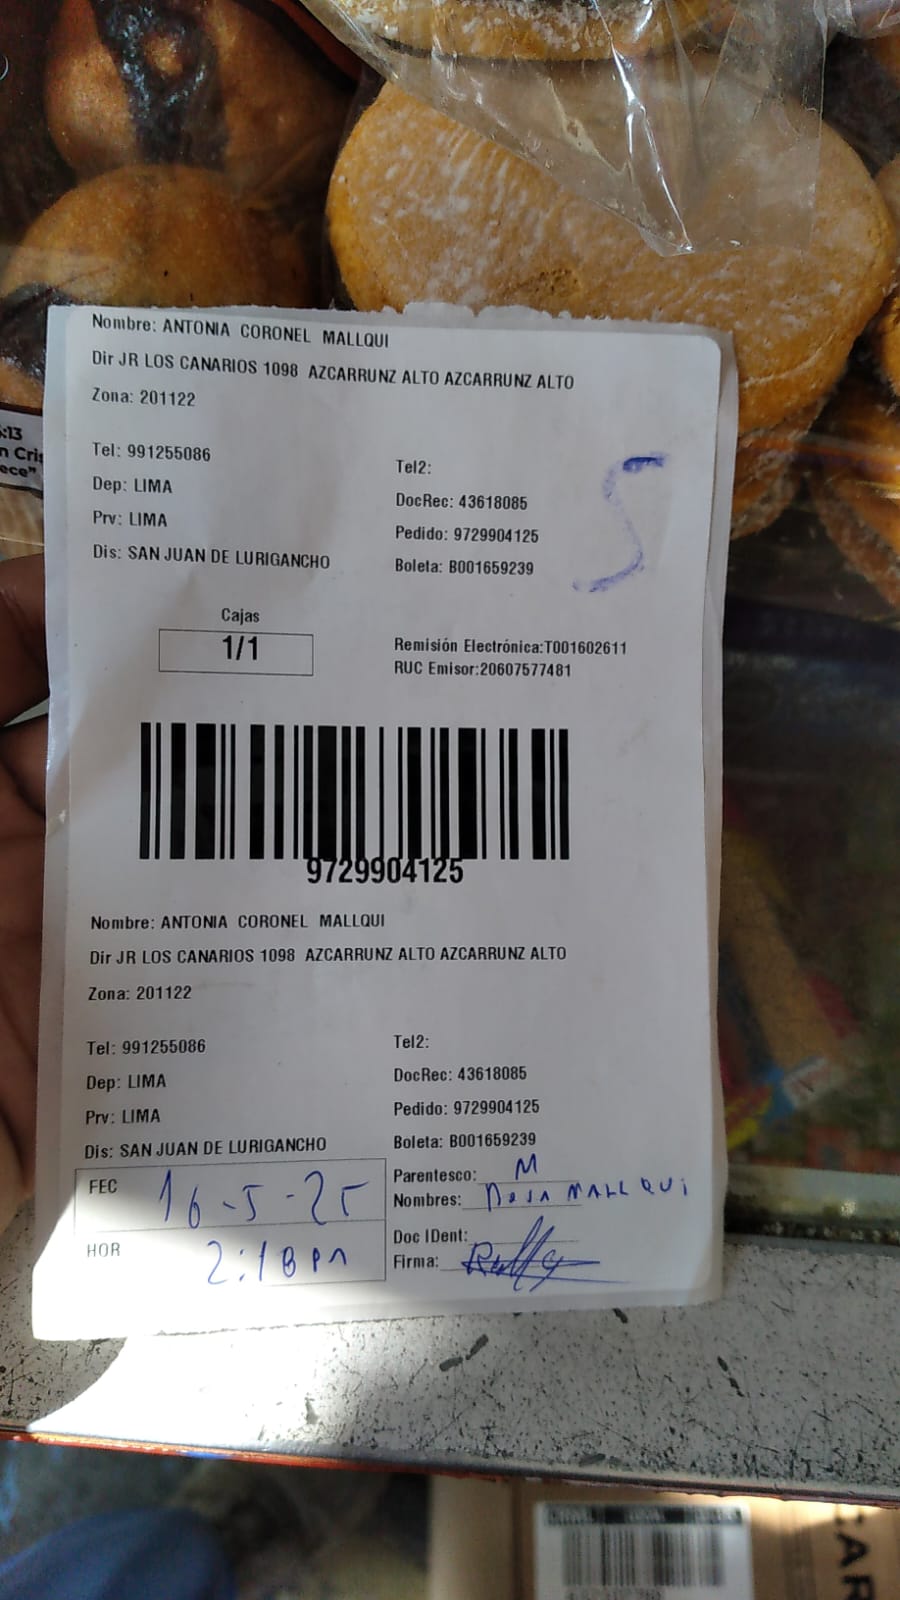 Nombre: ANTONIA CORONEL MALLQUI
Dir JR LOS CANARIOS 1098 AZCARRUNZ ALTO AZCARRUNZ ALTO
Zona: 201122
Tel: 991255086
Tel2:
Dep: LIMA
DocRec: 43618085
Prv: LIMA
Pedido: 9729904125
Dis: SAN JUAN DE LURIGANCHO
Boleta: B001659239
5
Cajas
1/1
Remisión Electrónica:T001602611
RUC Emisor:20607577481
9729904125
Nombre: ANTONIA CORONEL MALLQUI
Dir JR LOS CANARIOS 1098 AZCARRUNZ ALTO AZCARRUNZ ALTO
Zona: 201122
Tel: 991255086
Tel2:
Dep: LIMA
DocRec: 43618085
Prv: LIMA
Pedido: 9729904125
Dis: SAN JUAN DE LURIGANCHO
Boleta: B001659239
FEC 16-5-25
Parentesco: M
Nombres: ROSA MALLQUI
HOR 2:18 PM
Doc IDent:
Firma: